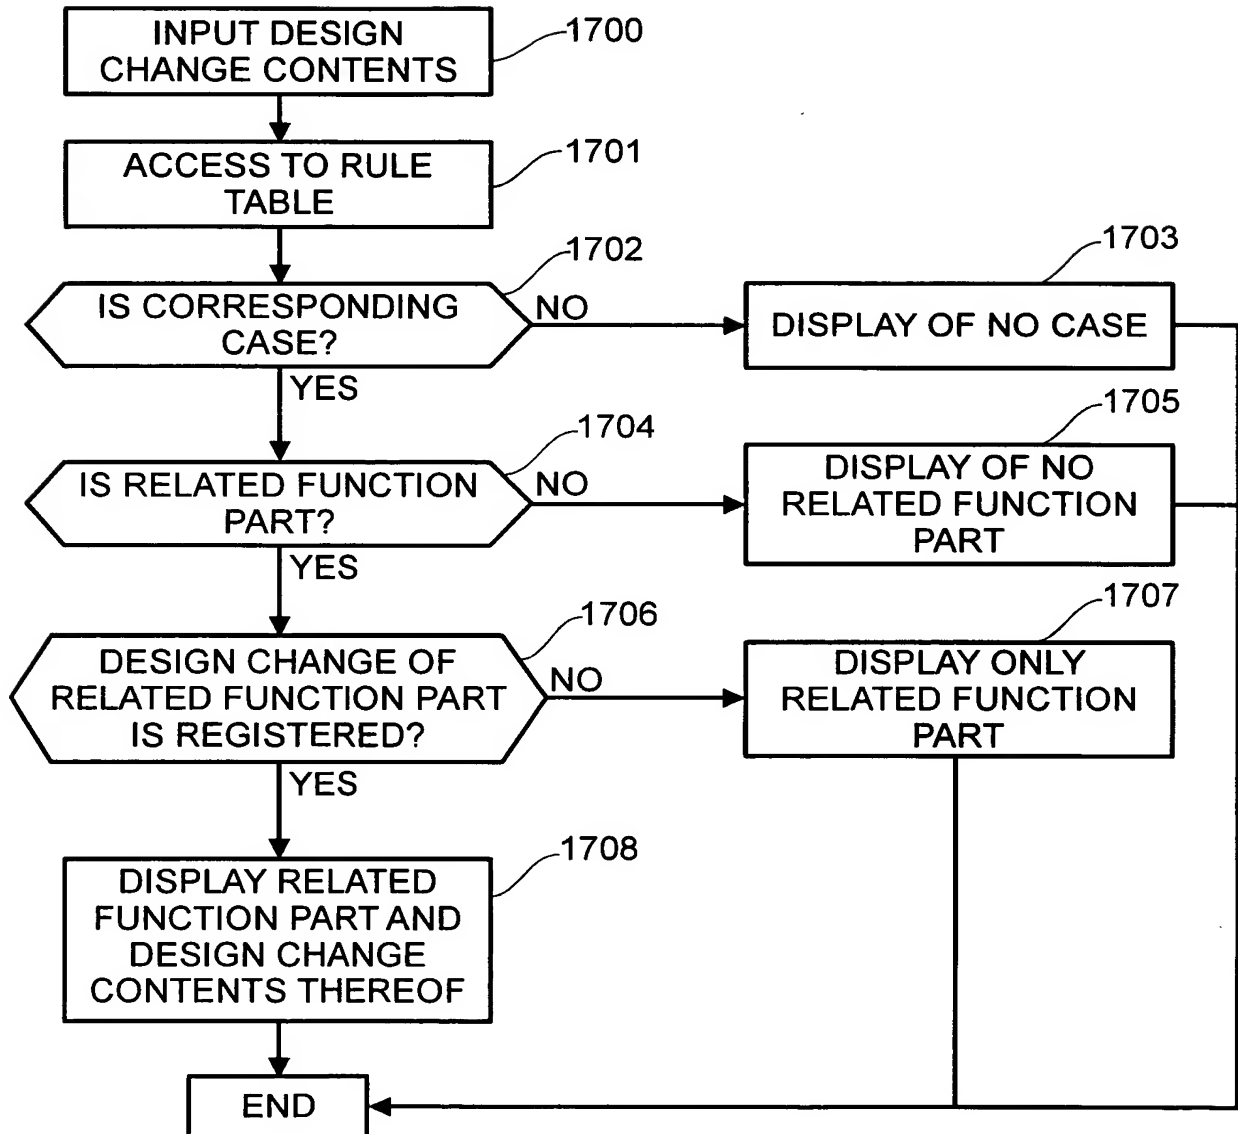 INPUT DESIGN
CHANGE CONTENTS
1700
ACCESS TO RULE
TABLE
1701
IS CORRESPONDING
CASE?
1702
NO
YES
DISPLAY OF NO CASE
1703
IS RELATED FUNCTION
PART?
1704
NO
YES
DISPLAY OF NO
RELATED FUNCTION
PART
1705
DESIGN CHANGE OF
RELATED FUNCTION PART
IS REGISTERED?
1706
NO
YES
DISPLAY ONLY
RELATED FUNCTION
PART
1707
DISPLAY RELATED
FUNCTION PART AND
DESIGN CHANGE
CONTENTS THEREOF
1708
END